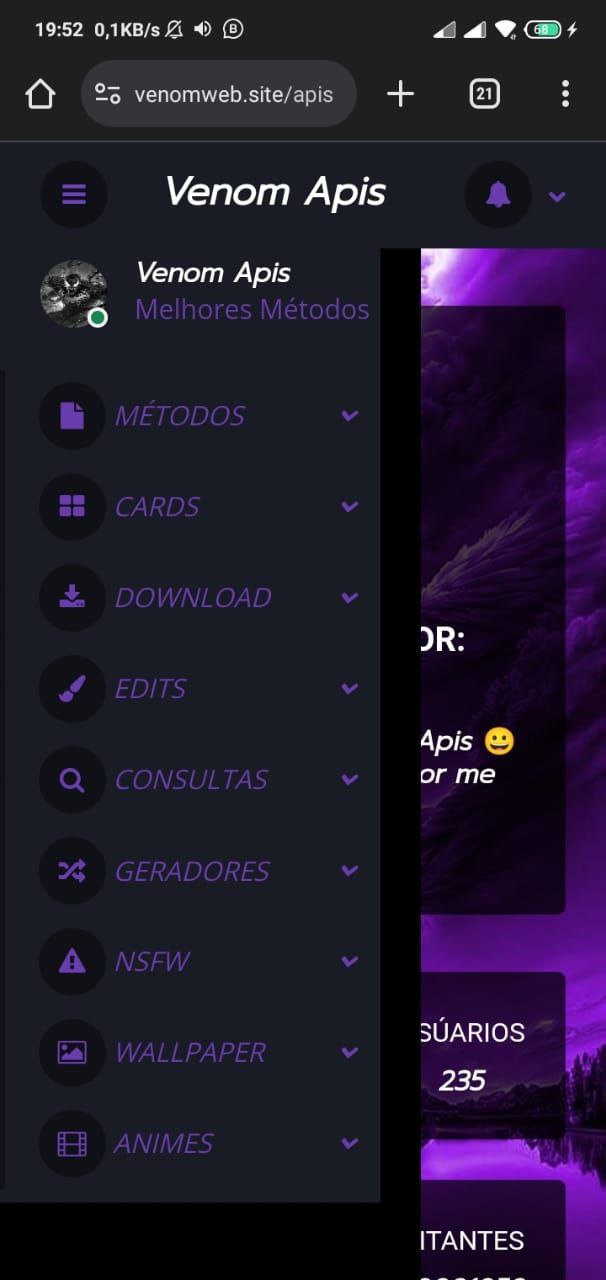 19:52 0,1KB/s
68
venomweb.site/apis
21
Venom Apis
Venom Apis
Melhores Métodos
MÉTODOS
CARDS
DOWNLOAD
OR:
EDITS
Apis 😀
or me
CONSULTAS
GERADORES
NSFW
SÚARIOS
WALLPAPER
235
ANIMES
ITANTES